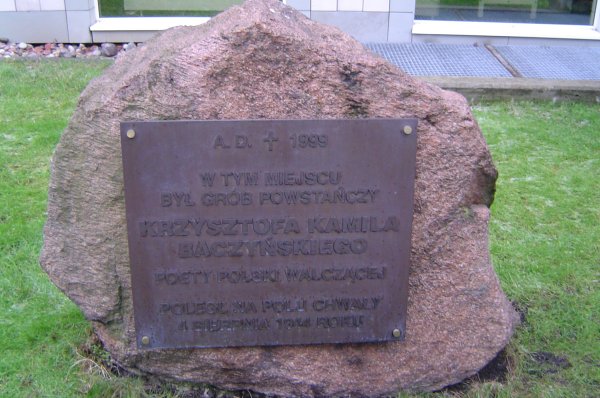 A. D. ✝ 1999
W TYM MIEJSCU
BYŁ GRÓB POWSTAŃCZY
KRZYSZTOFA KAMILA
BACZYŃSKIEGO
POETY POLSKI WALCZĄCEJ
POLEGŁ NA POLU CHWAŁY
4 SIERPNIA 1944 ROKU